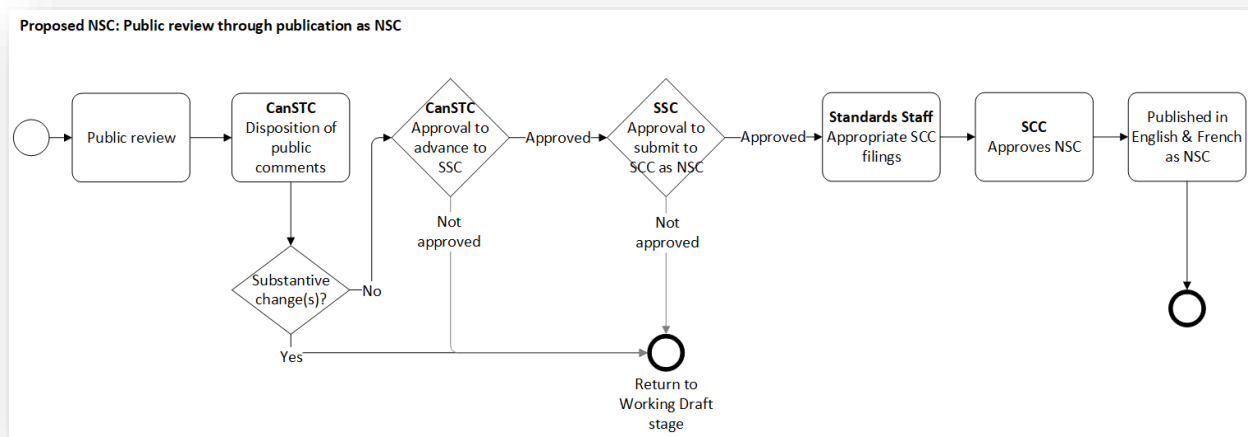 Proposed NSC: Public review through publication as NSC
Public review
CanSTC
Disposition of
public
comments
Substantive
change(s)?
No
Yes
CanSTC
Approval to
advance to
SSC
Approved
Not
approved
SSC
Approval to
submit to
SCC as NSC
Approved
Not
approved
Return to
Working Draft
stage
Standards Staff
Appropriate SCC
filings
SCC
Approves NSC
Published in
English & French
as NSC